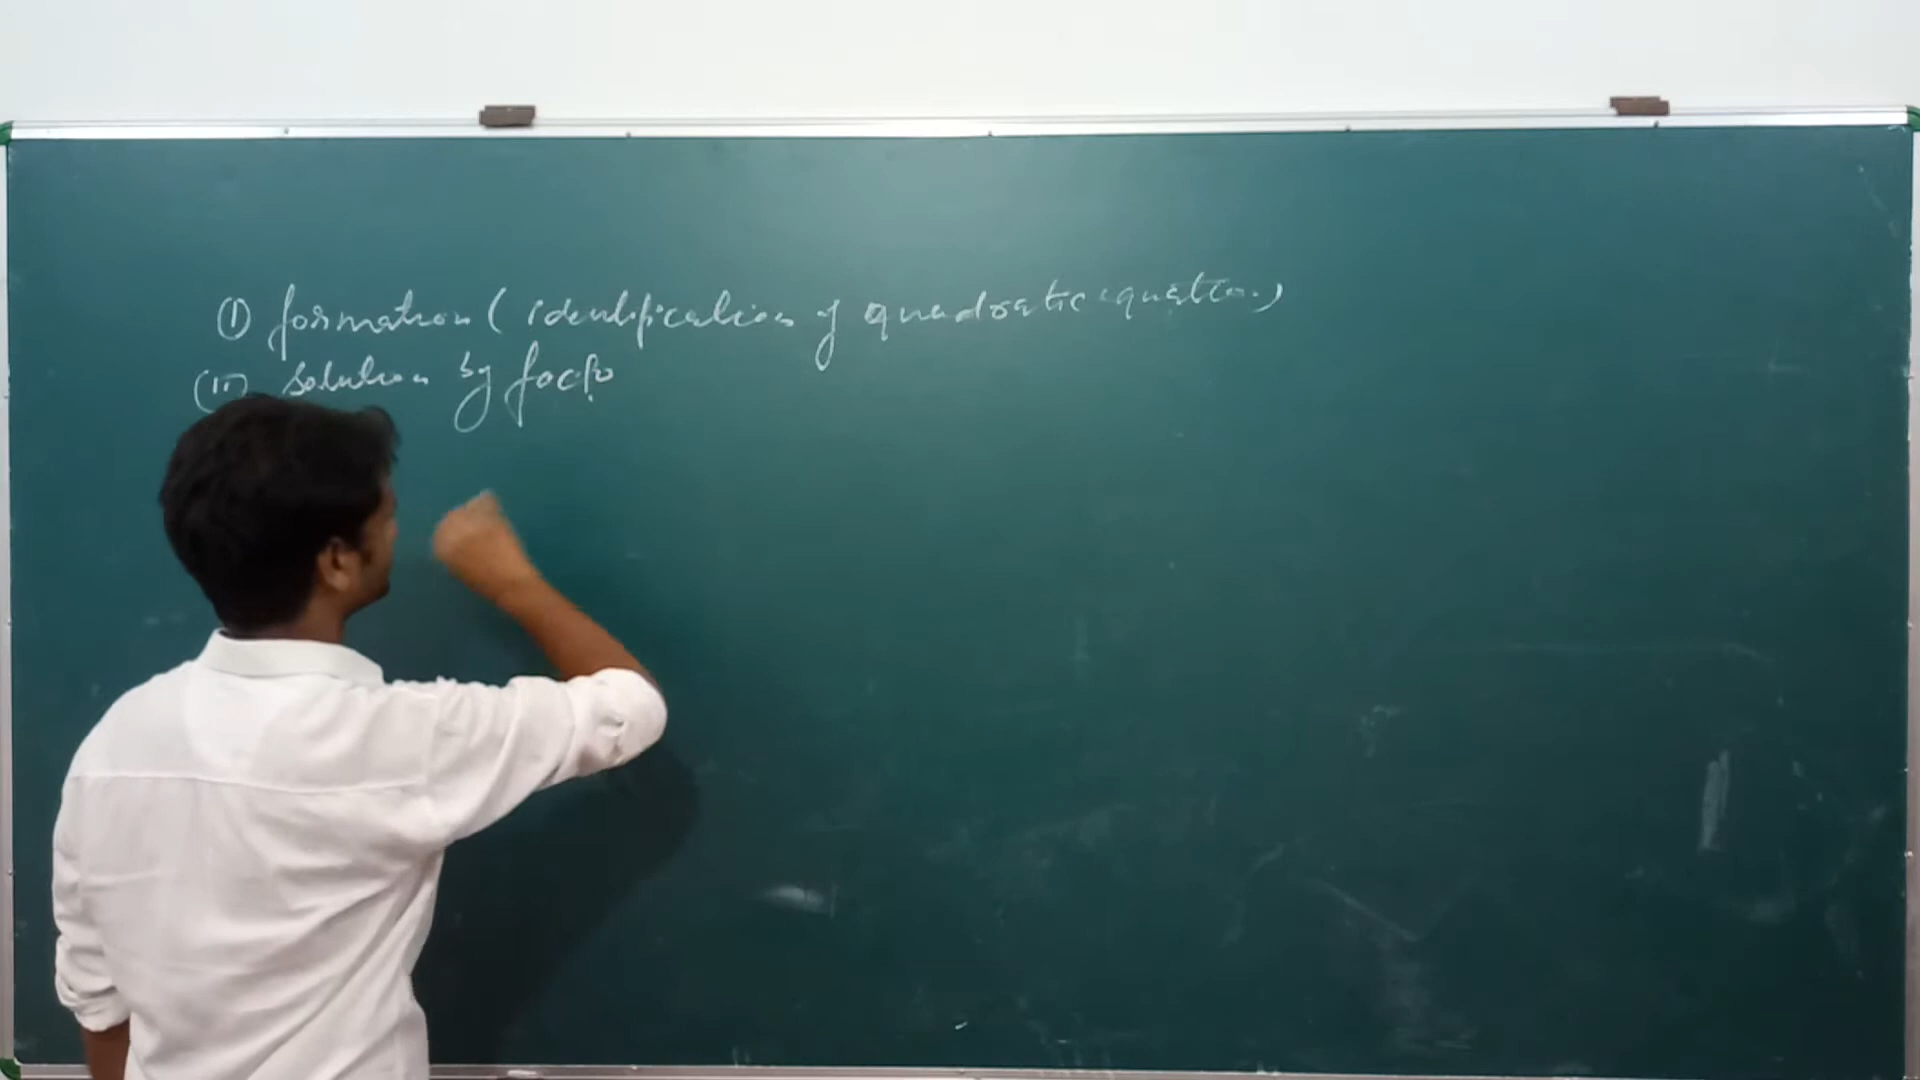 (i) formation (identification of quadratic equation)
(ii) solution by facto